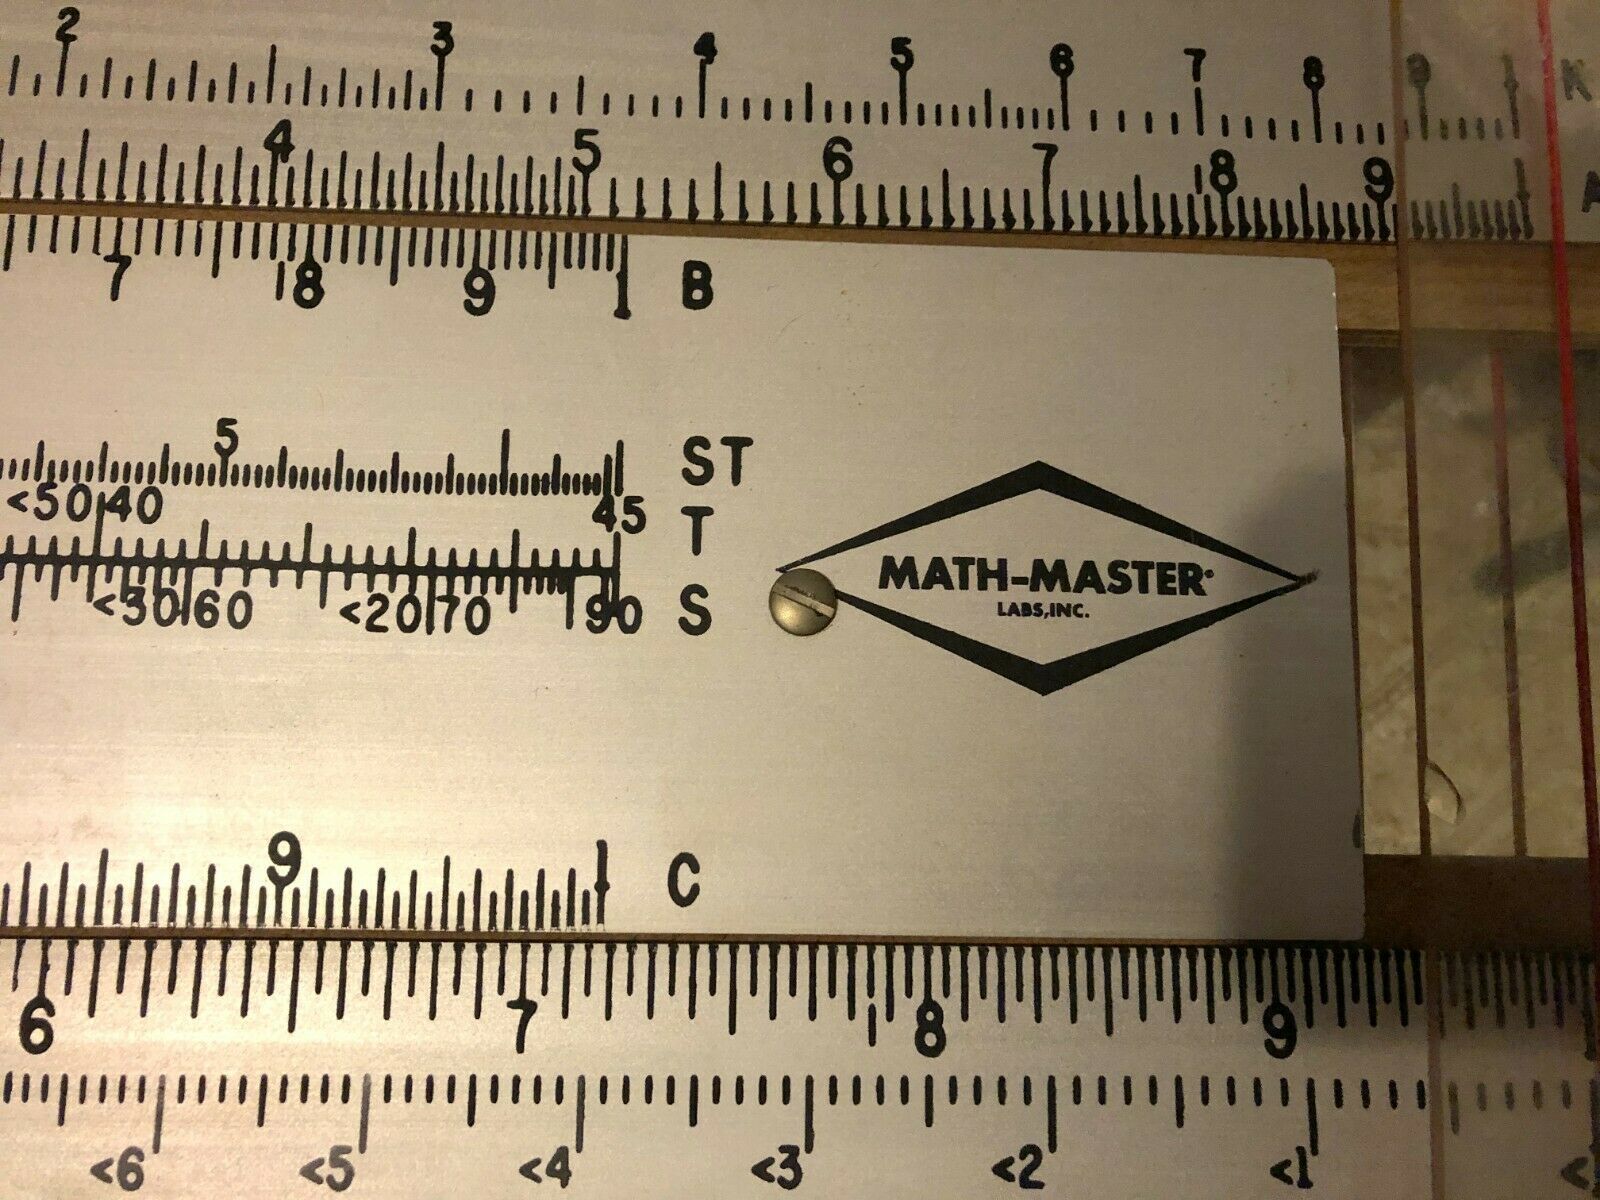 2 3 4 5 6 7 8 9 1 K
4 5 6 7 8 9 A
7 8 9 1 B
5 ST
<50 40 45 T
<30 60 <20 70 90 S
MATH-MASTER
LABS, INC.
9 1 C
6 7 8 9
<6 <5 <4 <3 <2 <1